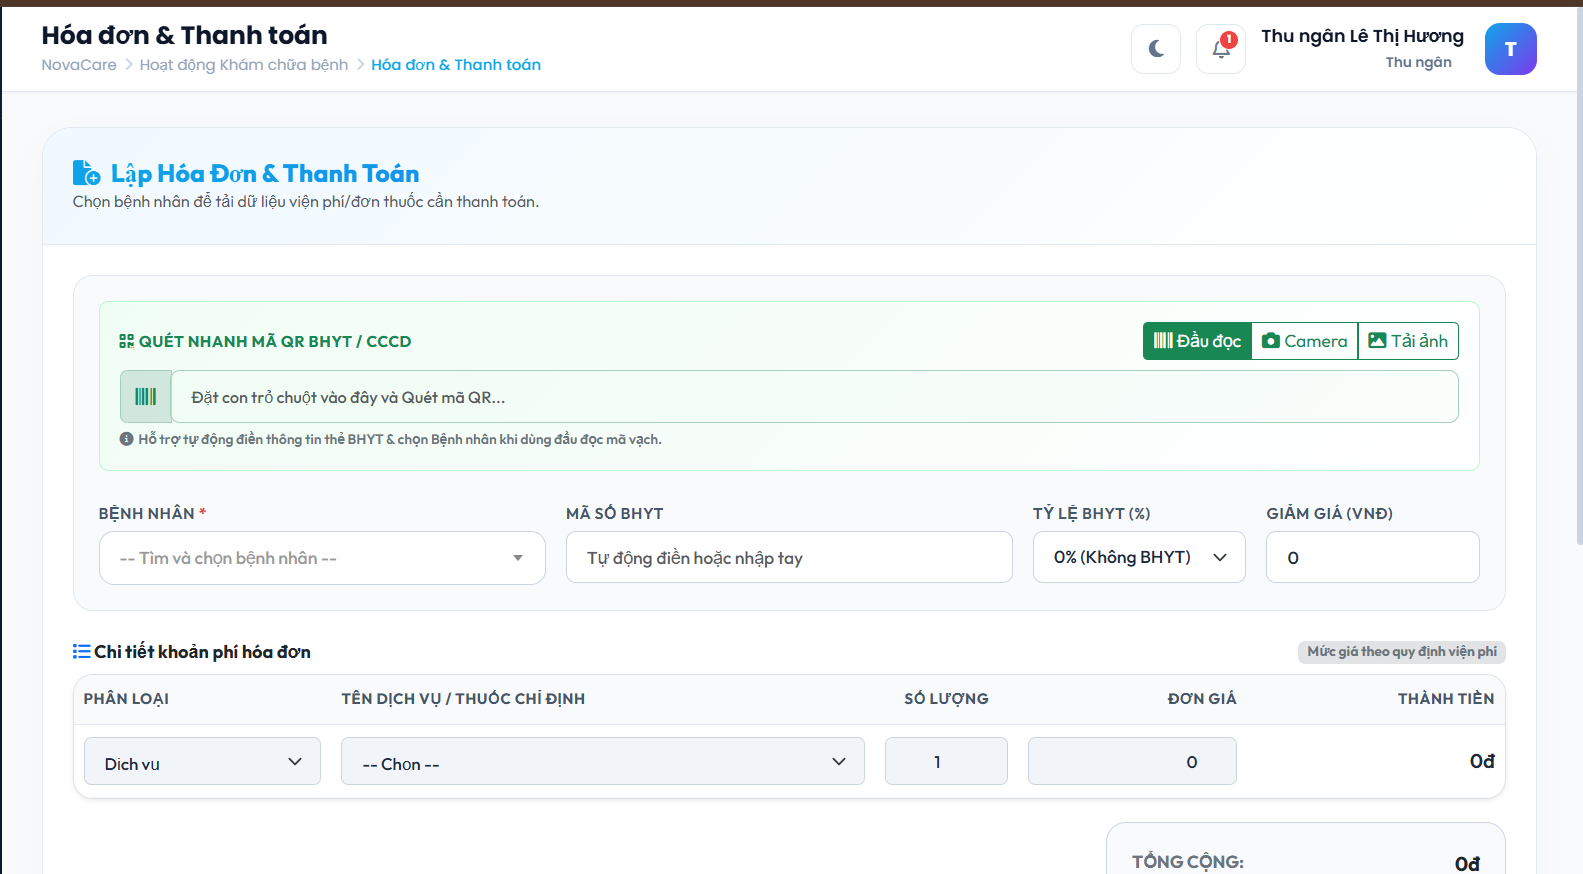 Hóa đơn & Thanh toán
NovaCare > Hoạt động Khám chữa bệnh > Hóa đơn & Thanh toán
1
Thu ngân Lê Thị Hương
Thu ngân
T
Lập Hóa Đơn & Thanh Toán
Chọn bệnh nhân để tải dữ liệu viện phí/đơn thuốc cần thanh toán.
QUÉT NHANH MÃ QR BHYT / CCCD
Đầu đọc Camera Tải ảnh
Đặt con trỏ chuột vào đây và Quét mã QR...
Hỗ trợ tự động điền thông tin thẻ BHYT & chọn Bệnh nhân khi dùng đầu đọc mã vạch.
BỆNH NHÂN * MÃ SỐ BHYT TỶ LỆ BHYT (%) GIẢM GIÁ (VNĐ)
-- Tìm và chọn bệnh nhân -- Tự động điền hoặc nhập tay 0% (Không BHYT) 0
Chi tiết khoản phí hóa đơn
Mức giá theo quy định viện phí
PHÂN LOẠI TÊN DỊCH VỤ / THUỐC CHỈ ĐỊNH SỐ LƯỢNG ĐƠN GIÁ THÀNH TIỀN
Dịch vụ -- Chọn -- 1 0 0đ
TỔNG CỘNG: 0đ